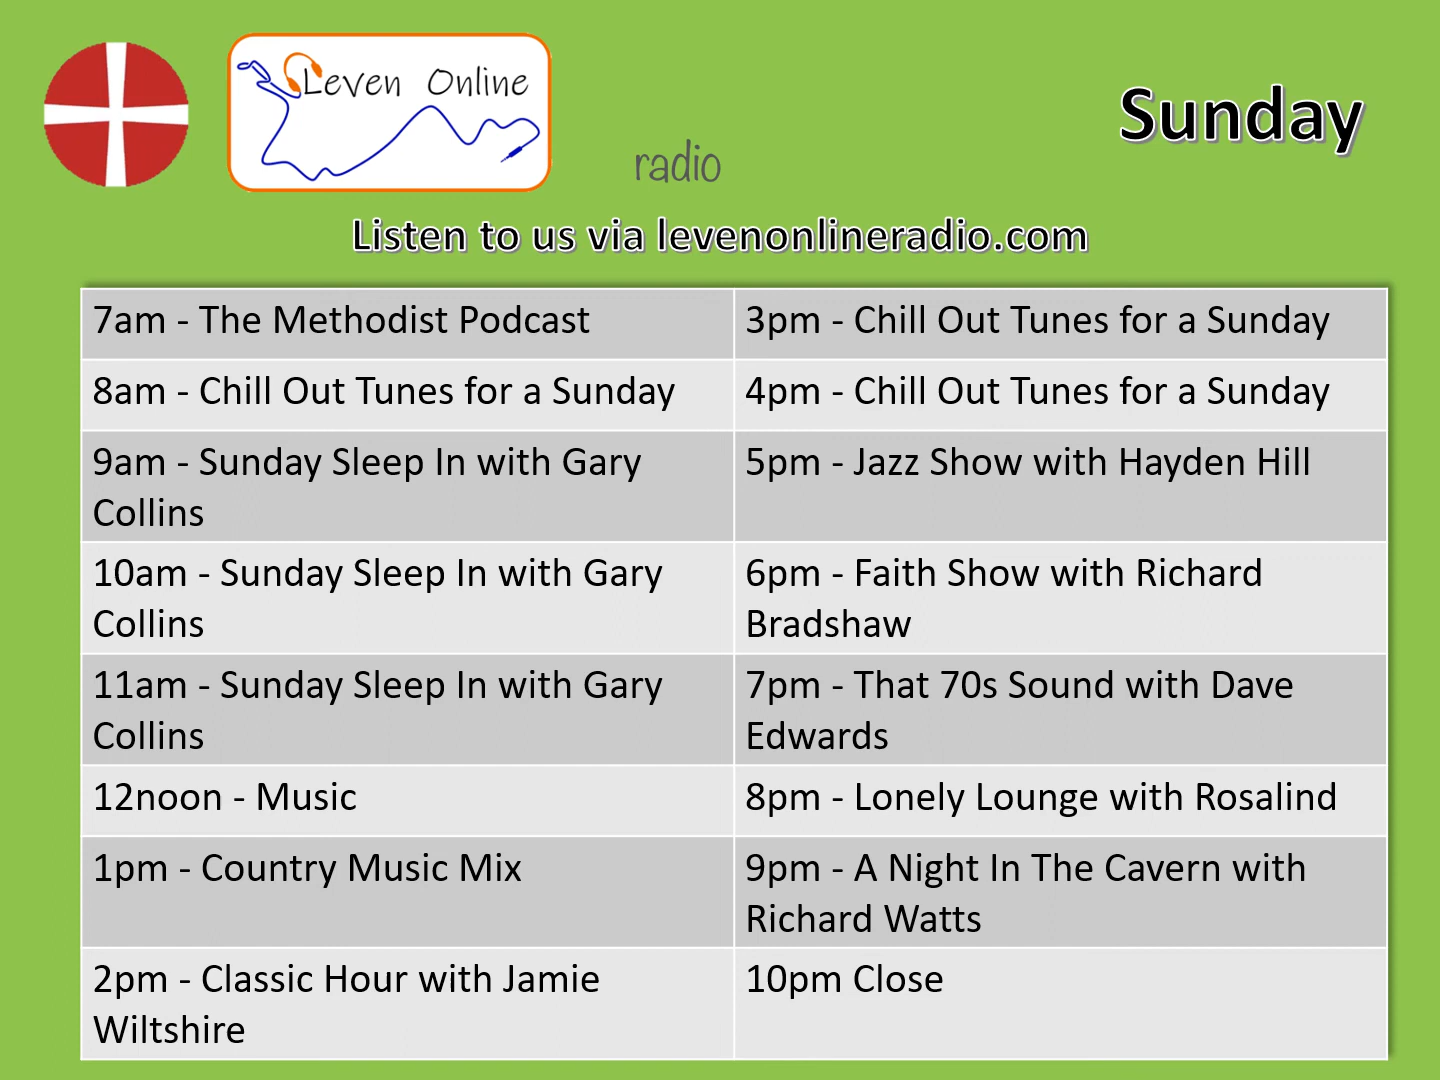 Leven Online
radio
Sunday
Listen to us via levenonlineradio.com
7am - The Methodist Podcast
8am - Chill Out Tunes for a Sunday
9am - Sunday Sleep In with Gary
Collins
10am - Sunday Sleep In with Gary
Collins
11am - Sunday Sleep In with Gary
Collins
12noon - Music
1pm - Country Music Mix
2pm - Classic Hour with Jamie
Wiltshire
3pm - Chill Out Tunes for a Sunday
4pm - Chill Out Tunes for a Sunday
5pm - Jazz Show with Hayden Hill
6pm - Faith Show with Richard
Bradshaw
7pm - That 70s Sound with Dave
Edwards
8pm - Lonely Lounge with Rosalind
9pm - A Night In The Cavern with
Richard Watts
10pm Close